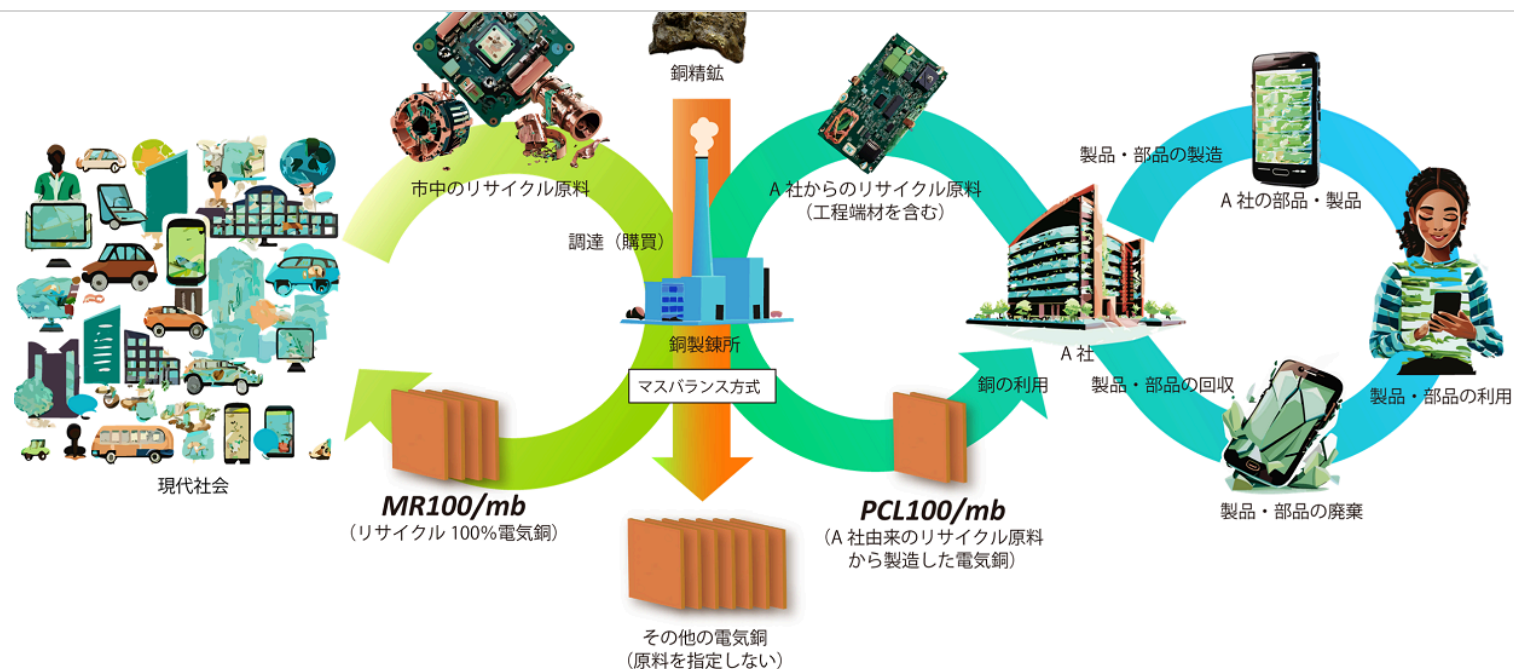 銅精鉱
市中のリサイクル原料
調達（購買）
A 社からのリサイクル原料
（工程端材を含む）
製品・部品の製造
A 社の部品・製品
銅製錬所
マスバランス方式
A 社
銅の利用
製品・部品の回収
製品・部品の利用
現代社会
MR100/mb
（リサイクル 100％電気銅）
PCL100/mb
（A 社由来のリサイクル原料
から製造した電気銅）
製品・部品の廃棄
その他の電気銅
（原料を指定しない）